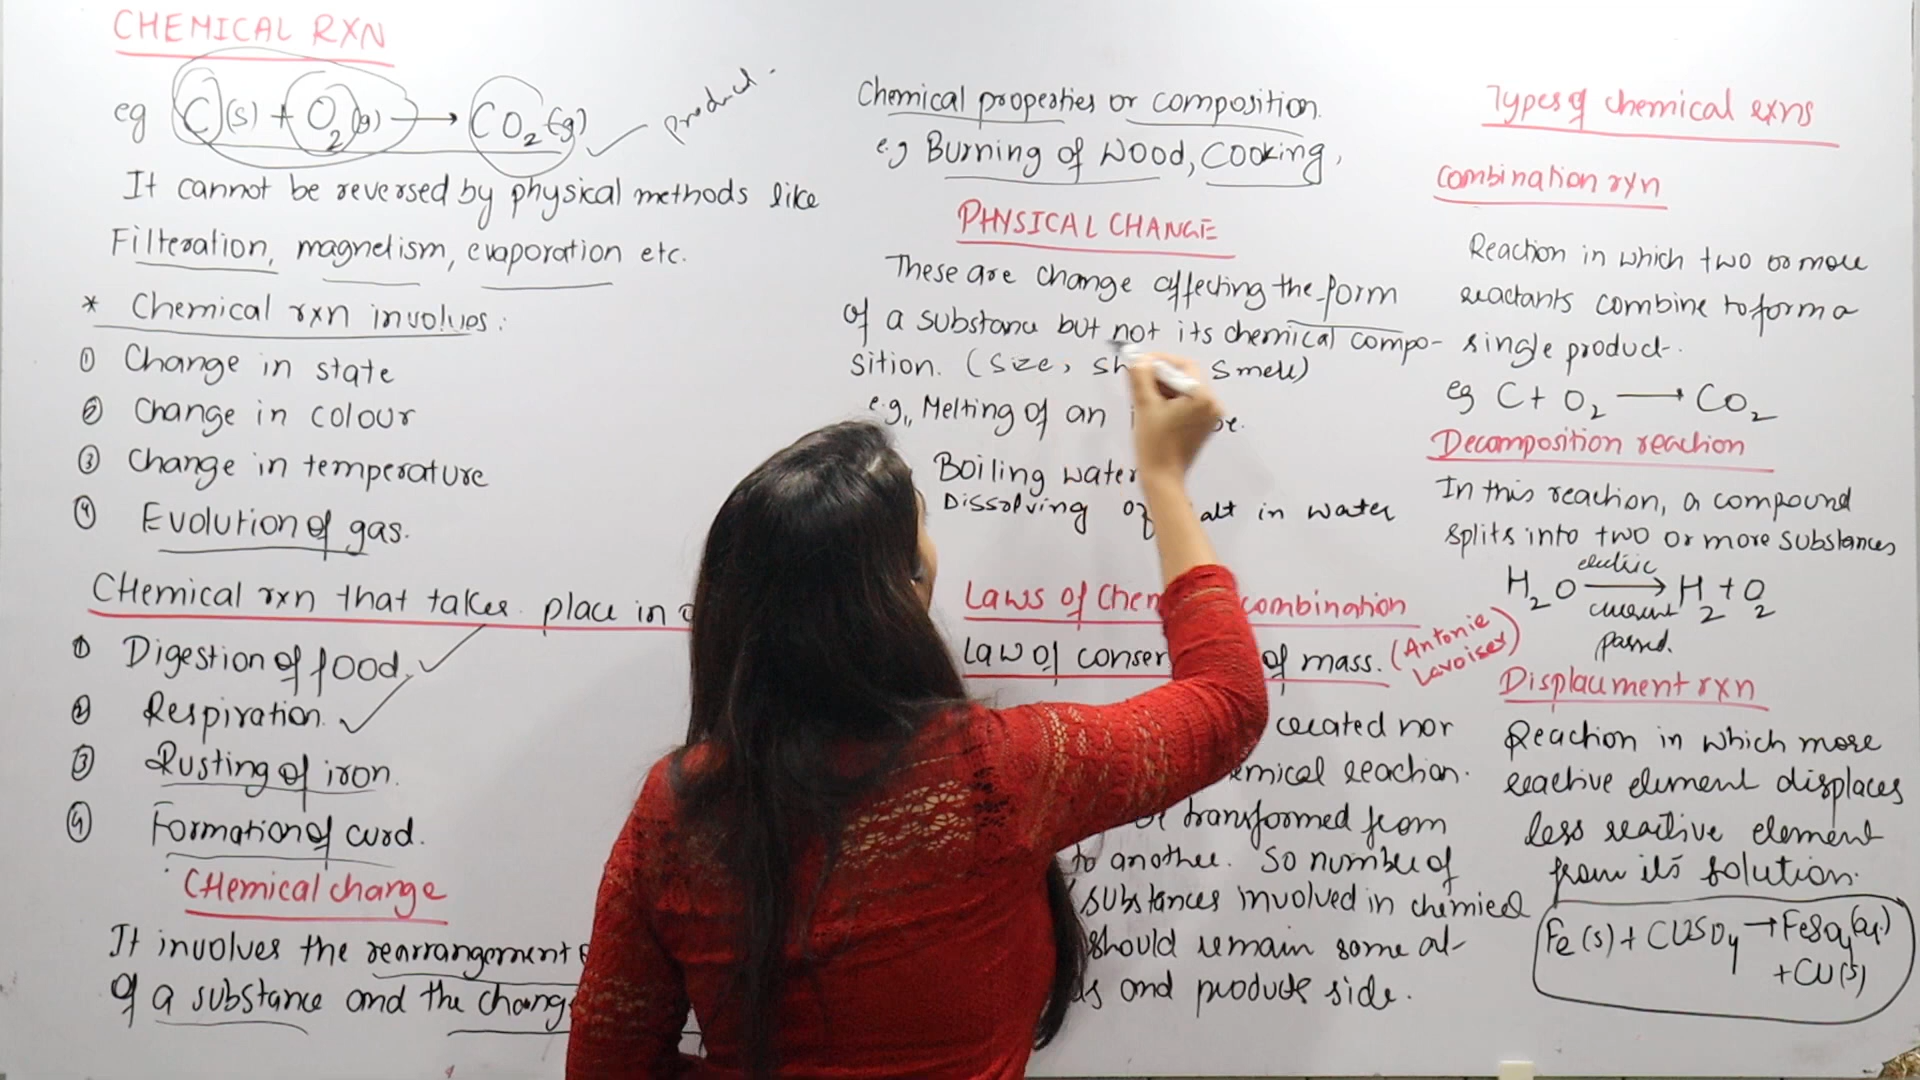 CHEMICAL RXN
eg C(s) + O2(g) → CO2(g)
product.
It cannot be reversed by physical methods like
Filteration, magnetism, evaporation etc.
* Chemical rxn involves:
① Change in state
② Change in colour
③ Change in temperature
④ Evolution of gas.
CHemical rxn that takes place in
① Digestion of food.
② Respiration.
③ Rusting of iron.
④ Formation of curd.
CHemical change
It involves the rearrangement
of a substance and the chang
Chemical properties or composition.
e.g Burning of Wood, Cooking,
PHYSICAL CHANGE
These are change affecting the form
of a substance but not its chemical compo-
sition. (Size, sh smell)
e.g., Melting of an
Boiling water
Dissolving of alt in water
Laws of Chem combination
Law of conser of mass. (Antonie Lavoiser)
created nor
emical reaction.
transformed from
to another. So number of
substances involved in chemical
should remain some at-
and product side.
Types of chemical rxns
Combination rxn
Reaction in which two or more
reactants combine to form a
single product.
eg C + O2 → CO2
Decomposition reaction
In this reaction, a compound
splits into two or more substances
H2O electric current passed. → H2 + O2
Displacement rxn
Reaction in which more
reactive element displaces
less reactive element
from its solution.
Fe(s) + CUSO4 → FeSO4(aq.)
+ CU(s)